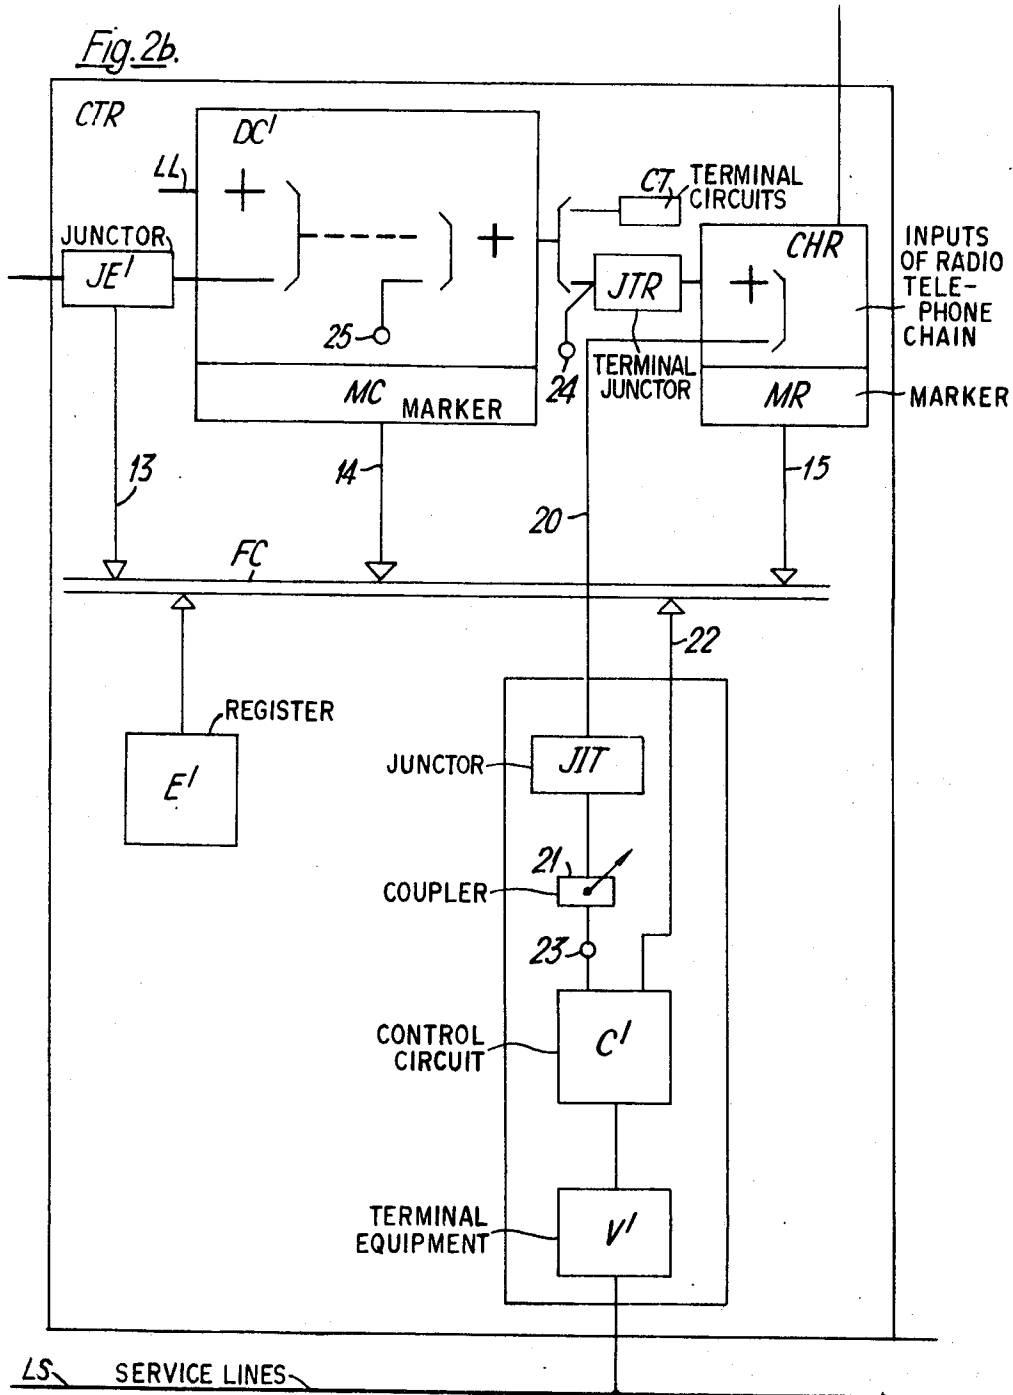 Fig. 2b.
CTR
DC'
LL
JUNCTOR
JE'
25
MC MARKER
CT TERMINAL
CIRCUITS
JTR
24
TERMINAL
JUNCTOR
CHR
MR
INPUTS
OF RADIO
TELE-
PHONE
CHAIN
MARKER
13
14
20
15
FC
22
REGISTER
E'
JUNCTOR
JIT
21
COUPLER
23
CONTROL
CIRCUIT
C'
TERMINAL
EQUIPMENT
V'
LS SERVICE LINES